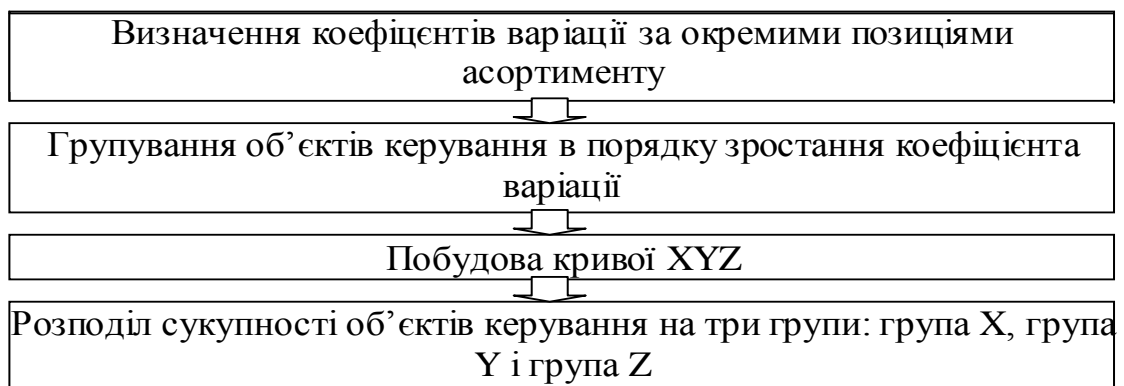 Визначення коефіцєнтів варіації за окремими позиціями
асортименту
Групування об’єктів керування в порядку зростання коефіцієнта
варіації
Побудова кривої XYZ
Розподіл сукупності об’єктів керування на три групи: група X, група
Y і група Z